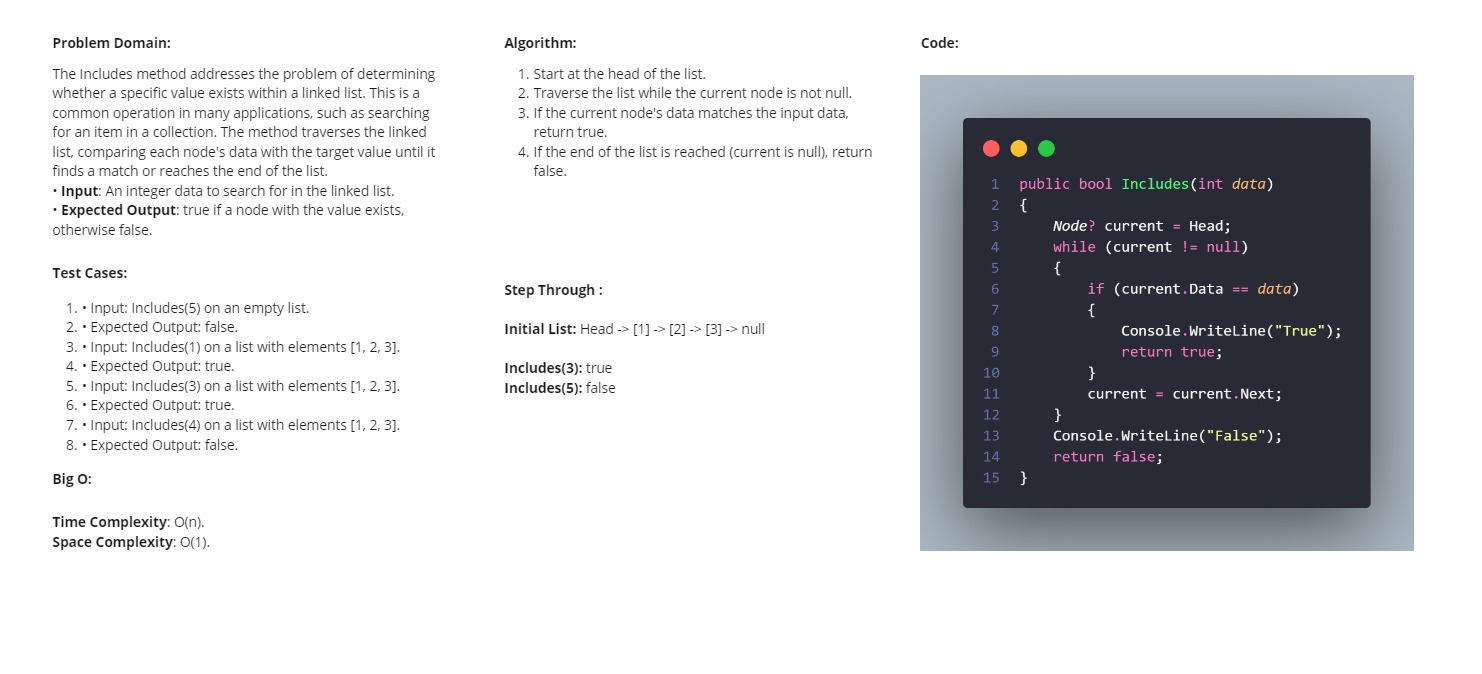 Problem Domain:
The Includes method addresses the problem of determining
whether a specific value exists within a linked list. This is a
common operation in many applications, such as searching
for an item in a collection. The method traverses the linked
list, comparing each node's data with the target value until it
finds a match or reaches the end of the list.
• Input: An integer data to search for in the linked list.
• Expected Output: true if a node with the value exists,
otherwise false.
Test Cases:
1. • Input: Includes(5) on an empty list.
2. • Expected Output: false.
3. • Input: Includes(1) on a list with elements [1, 2, 3].
4. • Expected Output: true.
5. • Input: Includes(3) on a list with elements [1, 2, 3].
6. • Expected Output: true.
7. • Input: Includes(4) on a list with elements [1, 2, 3].
8. • Expected Output: false.
Big O:
Time Complexity: O(n).
Space Complexity: O(1).
Algorithm:
1. Start at the head of the list.
2. Traverse the list while the current node is not null.
3. If the current node's data matches the input data,
return true.
4. If the end of the list is reached (current is null), return
false.
Step Through :
Initial List: Head -> [1] -> [2] -> [3] -> null
Includes(3): true
Includes(5): false
Code:
1 public bool Includes(int data)
2 {
3 Node? current = Head;
4 while (current != null)
5 {
6 if (current.Data == data)
7 {
8 Console.WriteLine("True");
9 return true;
10 }
11 current = current.Next;
12 }
13 Console.WriteLine("False");
14 return false;
15 }